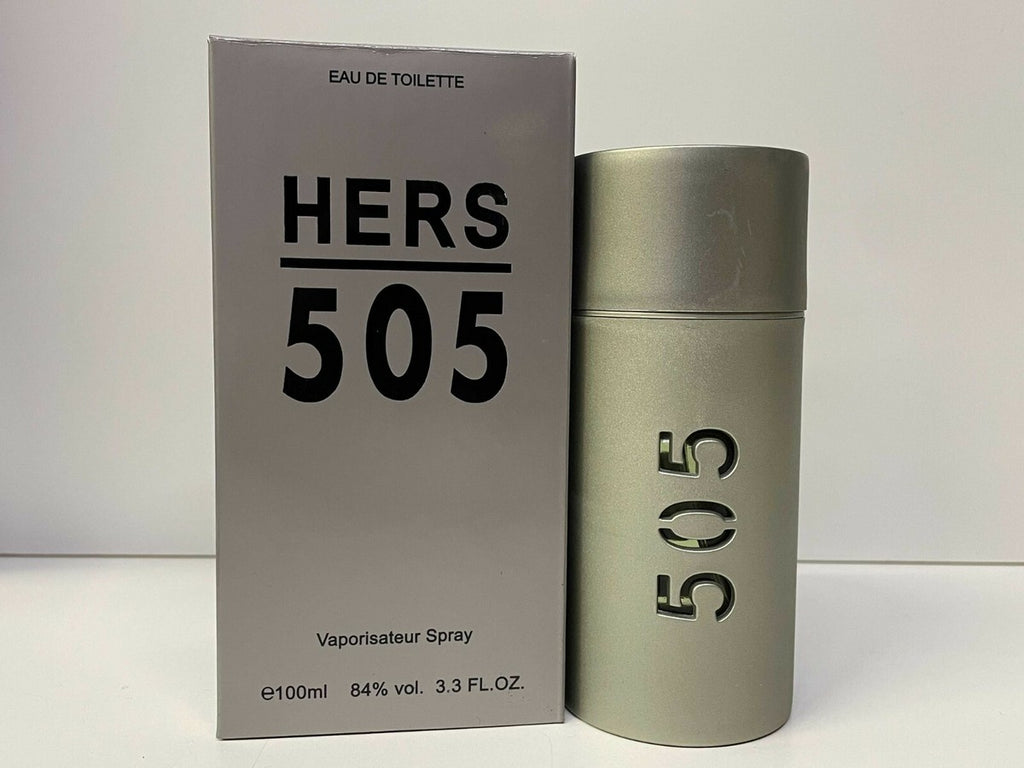 EAU DE TOILETTE
HERS
505
Vaporisateur Spray
℮100ml 84% vol. 3.3 FL.OZ.
505